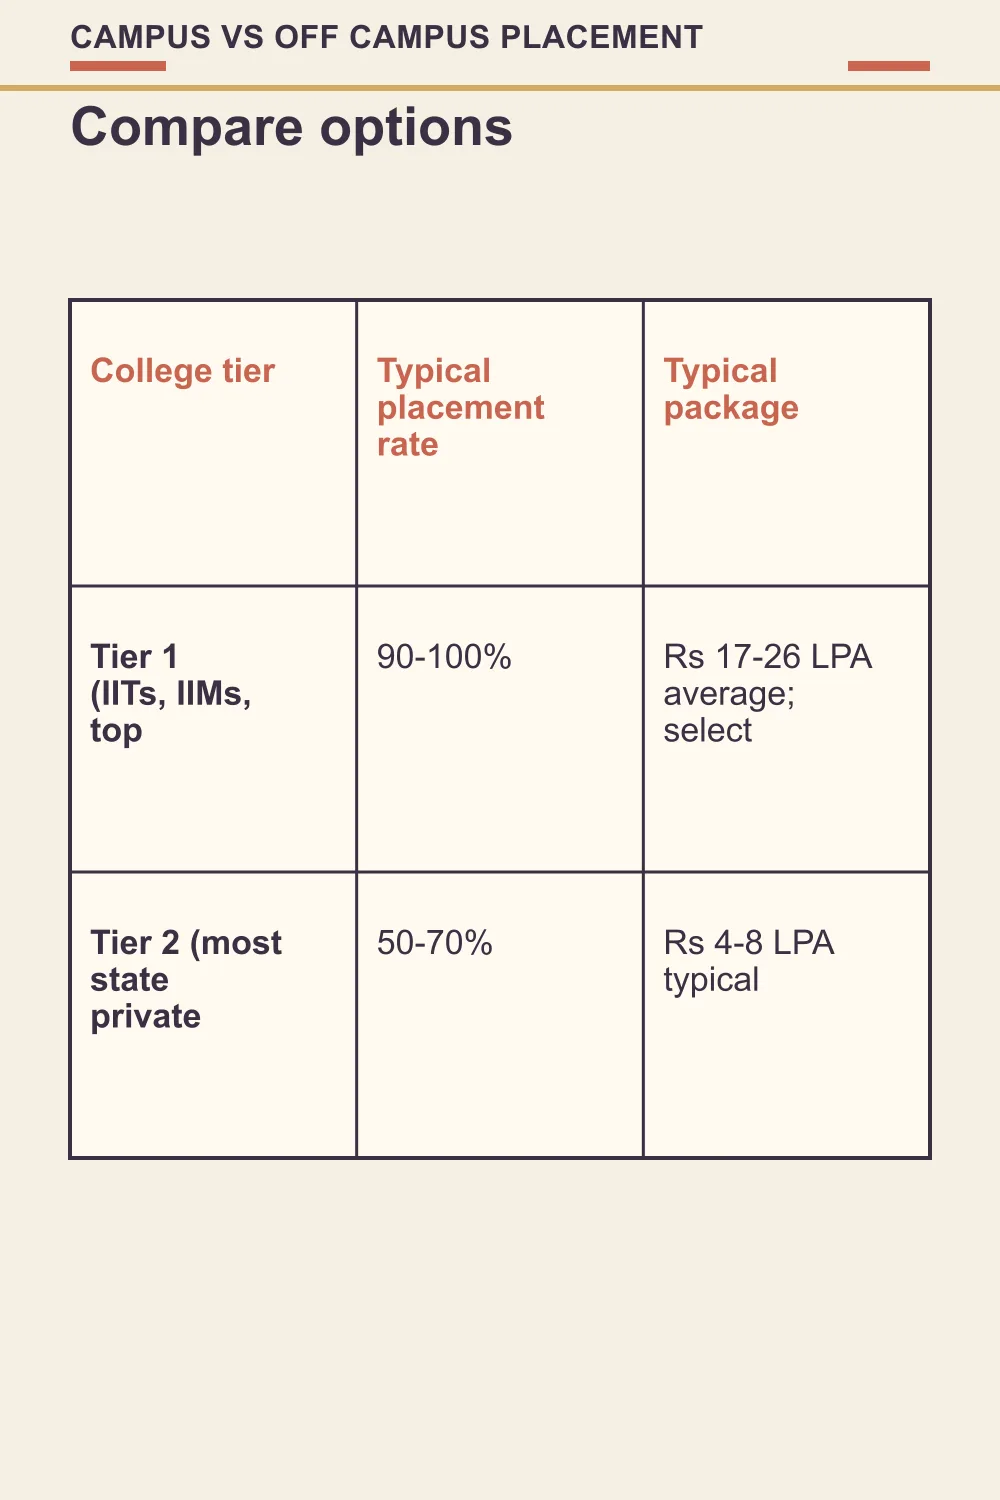 CAMPUS VS OFF CAMPUS PLACEMENT
Compare options
College tier
Typical
placement
rate
Typical
package
Tier 1
(IITs, IIMs,
top
90-100%
Rs 17-26 LPA
average;
select
Tier 2 (most
state
private
50-70%
Rs 4-8 LPA
typical